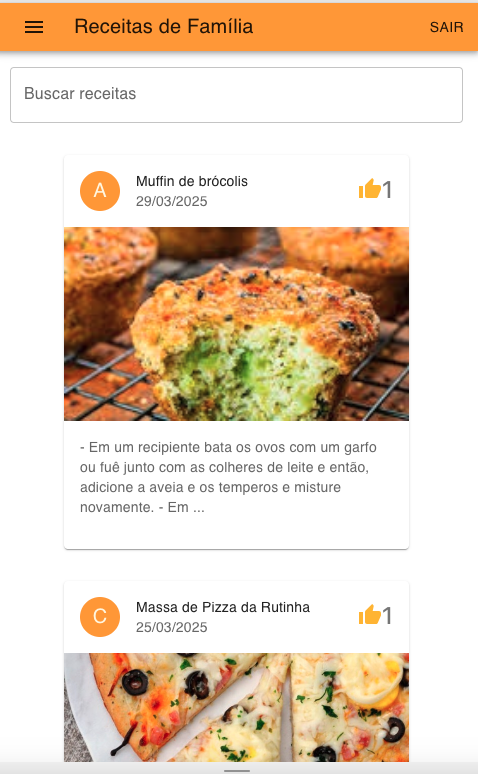 Receitas de Família
SAIR
Buscar receitas
A
Muffin de brócolis
29/03/2025
1
- Em um recipiente bata os ovos com um garfo
ou fuê junto com as colheres de leite e então,
adicione a aveia e os temperos e misture
novamente. - Em ...
C
Massa de Pizza da Rutinha
25/03/2025
1